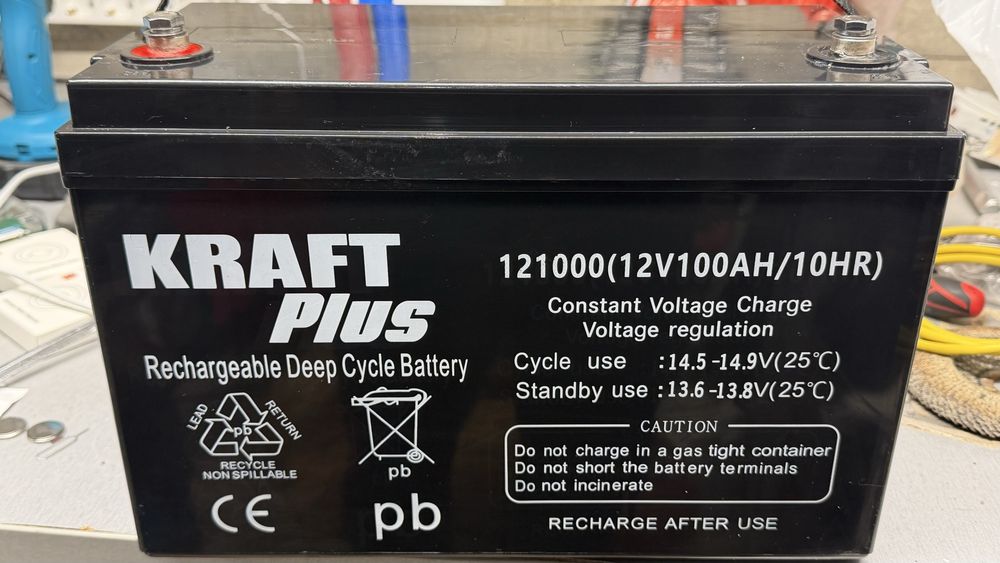 KRAFT
Plus
Rechargeable Deep Cycle Battery
LEAD
RETURN
pb
RECYCLE
NON SPILLABLE
pb
CE
pb
121000(12V100AH/10HR)
Constant Voltage Charge
Voltage regulation
Cycle use :14.5-14.9V(25℃)
Standby use :13.6-13.8V(25℃)
CAUTION
Do not charge in a gas tight container
Do not short the battery terminals
Do not incinerate
RECHARGE AFTER USE